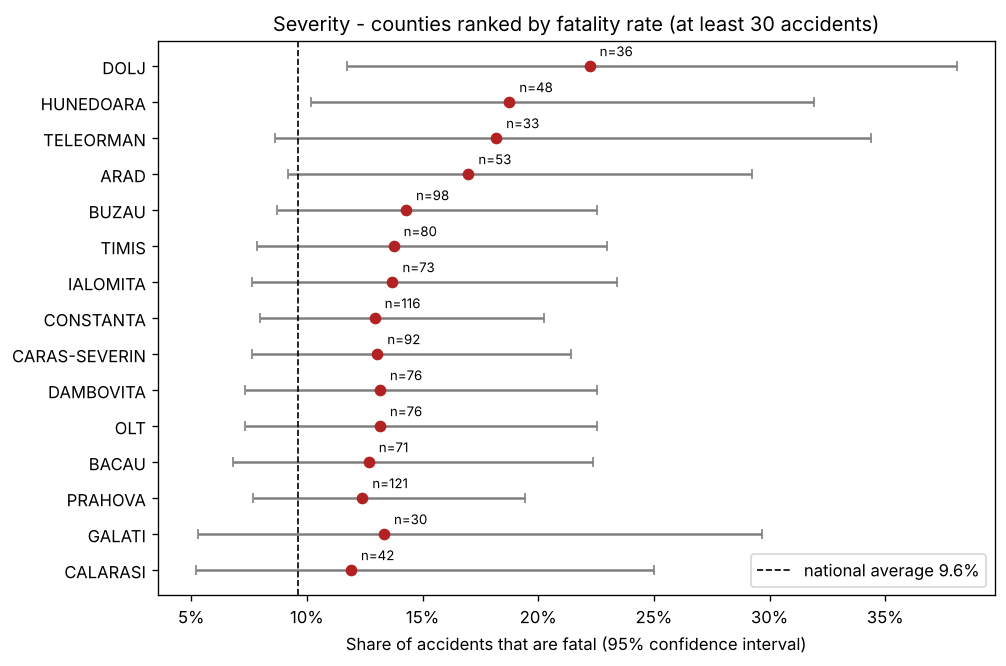 Severity - counties ranked by fatality rate (at least 30 accidents)
DOLJ n=36
HUNEDOARA n=48
TELEORMAN n=33
ARAD n=53
BUZAU n=98
TIMIS n=80
IALOMITA n=73
CONSTANTA n=116
CARAS-SEVERIN n=92
DAMBOVITA n=76
OLT n=76
BACAU n=71
PRAHOVA n=121
GALATI n=30
CALARASI n=42
national average 9.6%
5% 10% 15% 20% 25% 30% 35%
Share of accidents that are fatal (95% confidence interval)